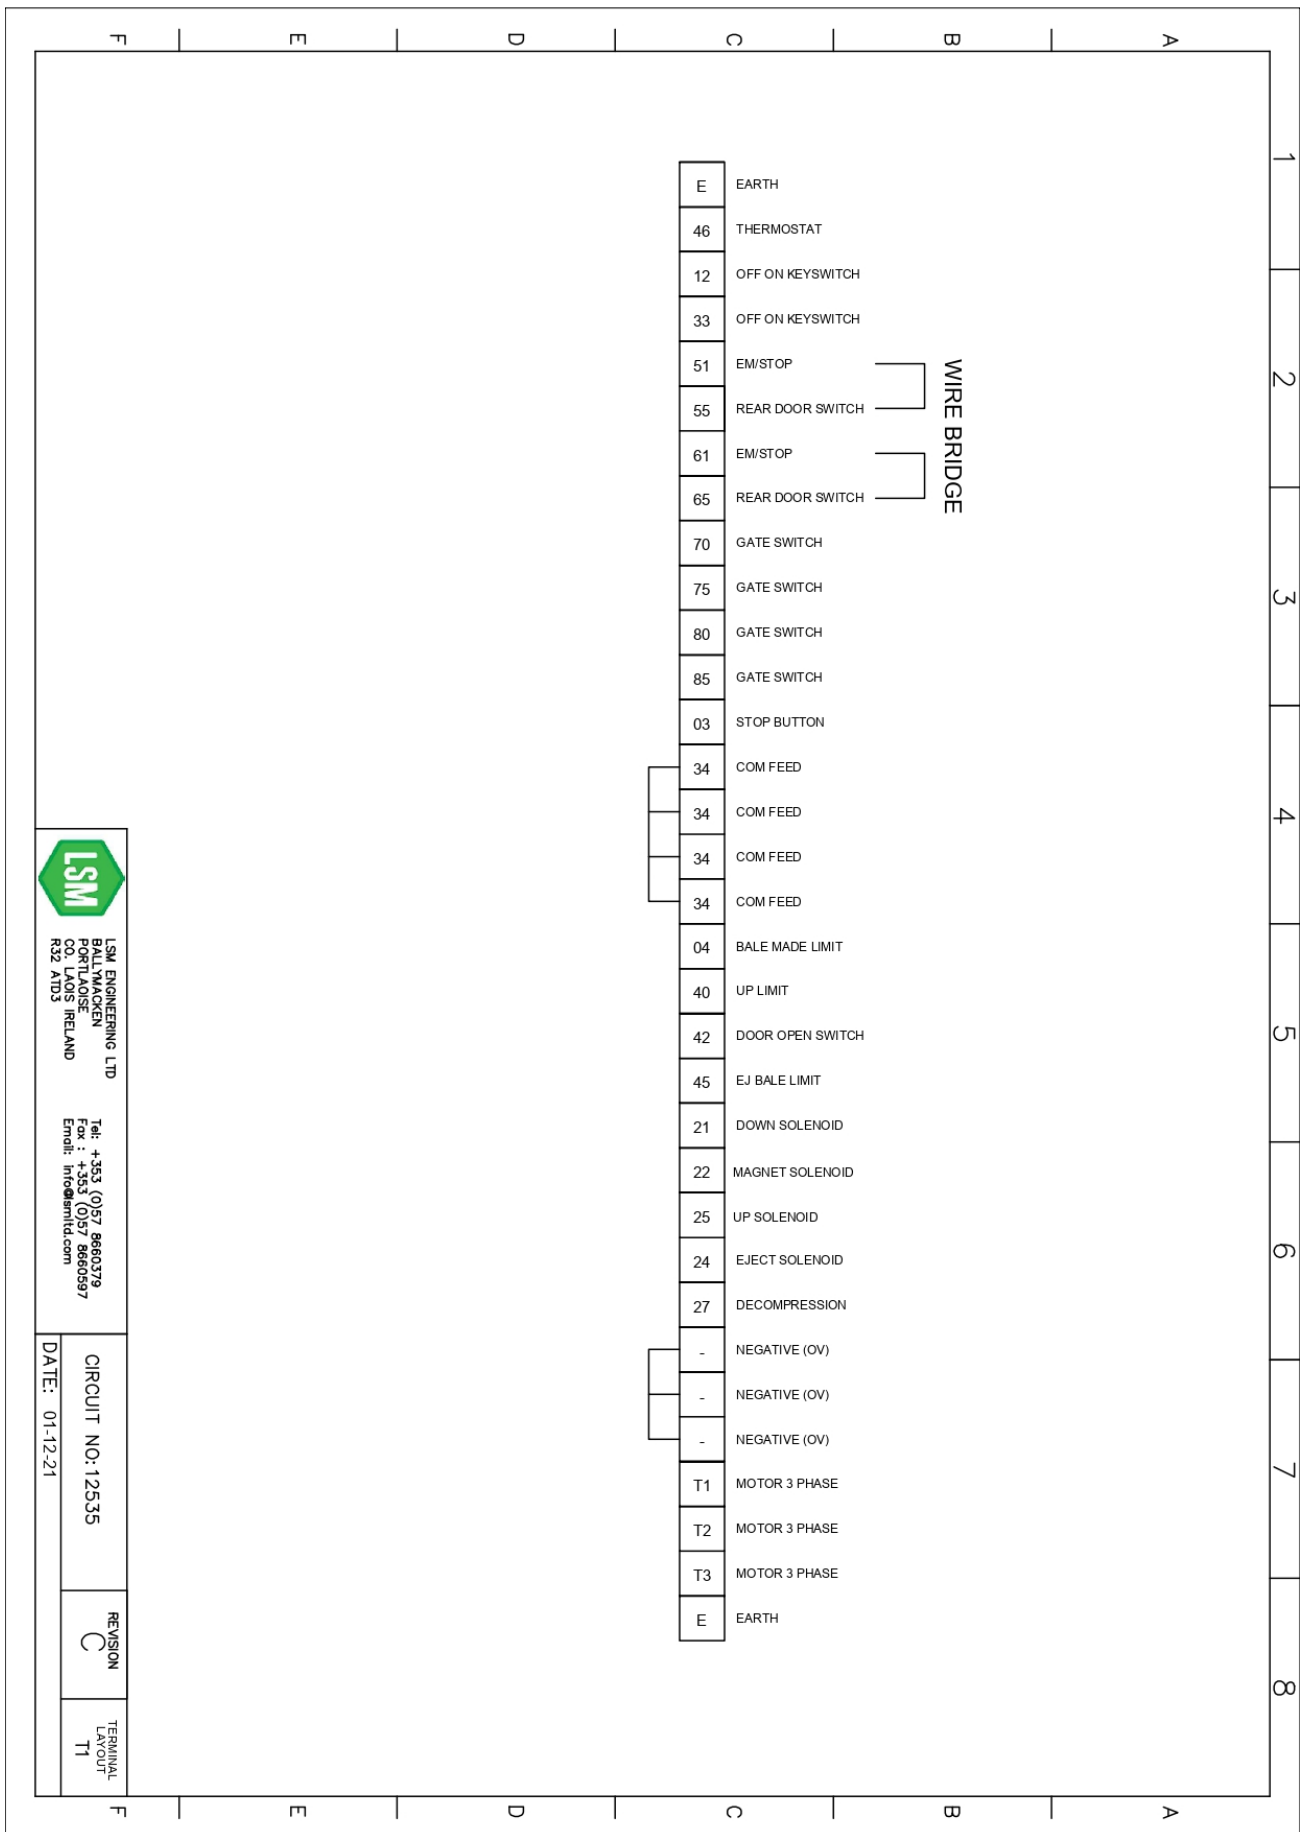 F E D C B A
1
2
3
4
5
6
7
8
E EARTH
46 THERMOSTAT
12 OFF ON KEYSWITCH
33 OFF ON KEYSWITCH
51 EM/STOP
55 REAR DOOR SWITCH
61 EM/STOP
65 REAR DOOR SWITCH
WIRE BRIDGE
70 GATE SWITCH
75 GATE SWITCH
80 GATE SWITCH
85 GATE SWITCH
03 STOP BUTTON
34 COM FEED
34 COM FEED
34 COM FEED
34 COM FEED
04 BALE MADE LIMIT
40 UP LIMIT
42 DOOR OPEN SWITCH
45 EJ BALE LIMIT
21 DOWN SOLENOID
22 MAGNET SOLENOID
25 UP SOLENOID
24 EJECT SOLENOID
27 DECOMPRESSION
- NEGATIVE (OV)
- NEGATIVE (OV)
- NEGATIVE (OV)
T1 MOTOR 3 PHASE
T2 MOTOR 3 PHASE
T3 MOTOR 3 PHASE
E EARTH
LSM
LSM ENGINEERING LTD
BALLYMACKEN
PORTLAOISE
CO. LAOIS IRELAND
R32 ATD3
Tel: +353 (0)57 8660379
Fax : +353 (0)57 8660597
Email: info@lsmltd.com
CIRCUIT NO:12535
DATE: 01-12-21
REVISION
C
TERMINAL
LAYOUT
T1
F E D C B A